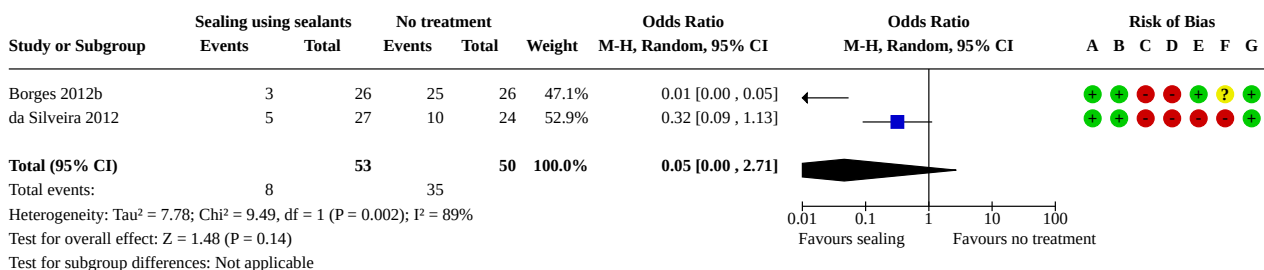 Sealing using sealants No treatment Odds Ratio Odds Ratio Risk of Bias
Study or Subgroup Events Total Events Total Weight M-H, Random, 95% CI M-H, Random, 95% CI A B C D E F G
Borges 2012b 3 26 25 26 47.1% 0.01 [0.00 , 0.05] + + - - + ? +
da Silveira 2012 5 27 10 24 52.9% 0.32 [0.09 , 1.13] + + - - - - +
Total (95% CI) 53 50 100.0% 0.05 [0.00 , 2.71]
Total events: 8 35
Heterogeneity: Tau² = 7.78; Chi² = 9.49, df = 1 (P = 0.002); I² = 89%
0.01 0.1 1 10 100
Test for overall effect: Z = 1.48 (P = 0.14) Favours sealing Favours no treatment
Test for subgroup differences: Not applicable